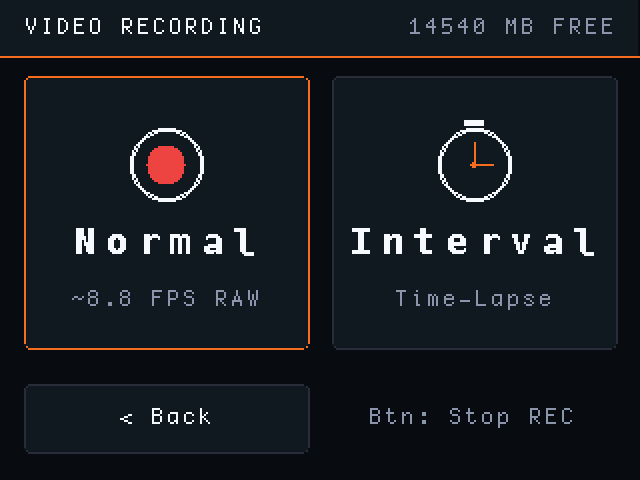 VIDEO RECORDING 14540 MB FREE
Normal Interval
~8.8 FPS RAW Time-Lapse
< Back Btn: Stop REC